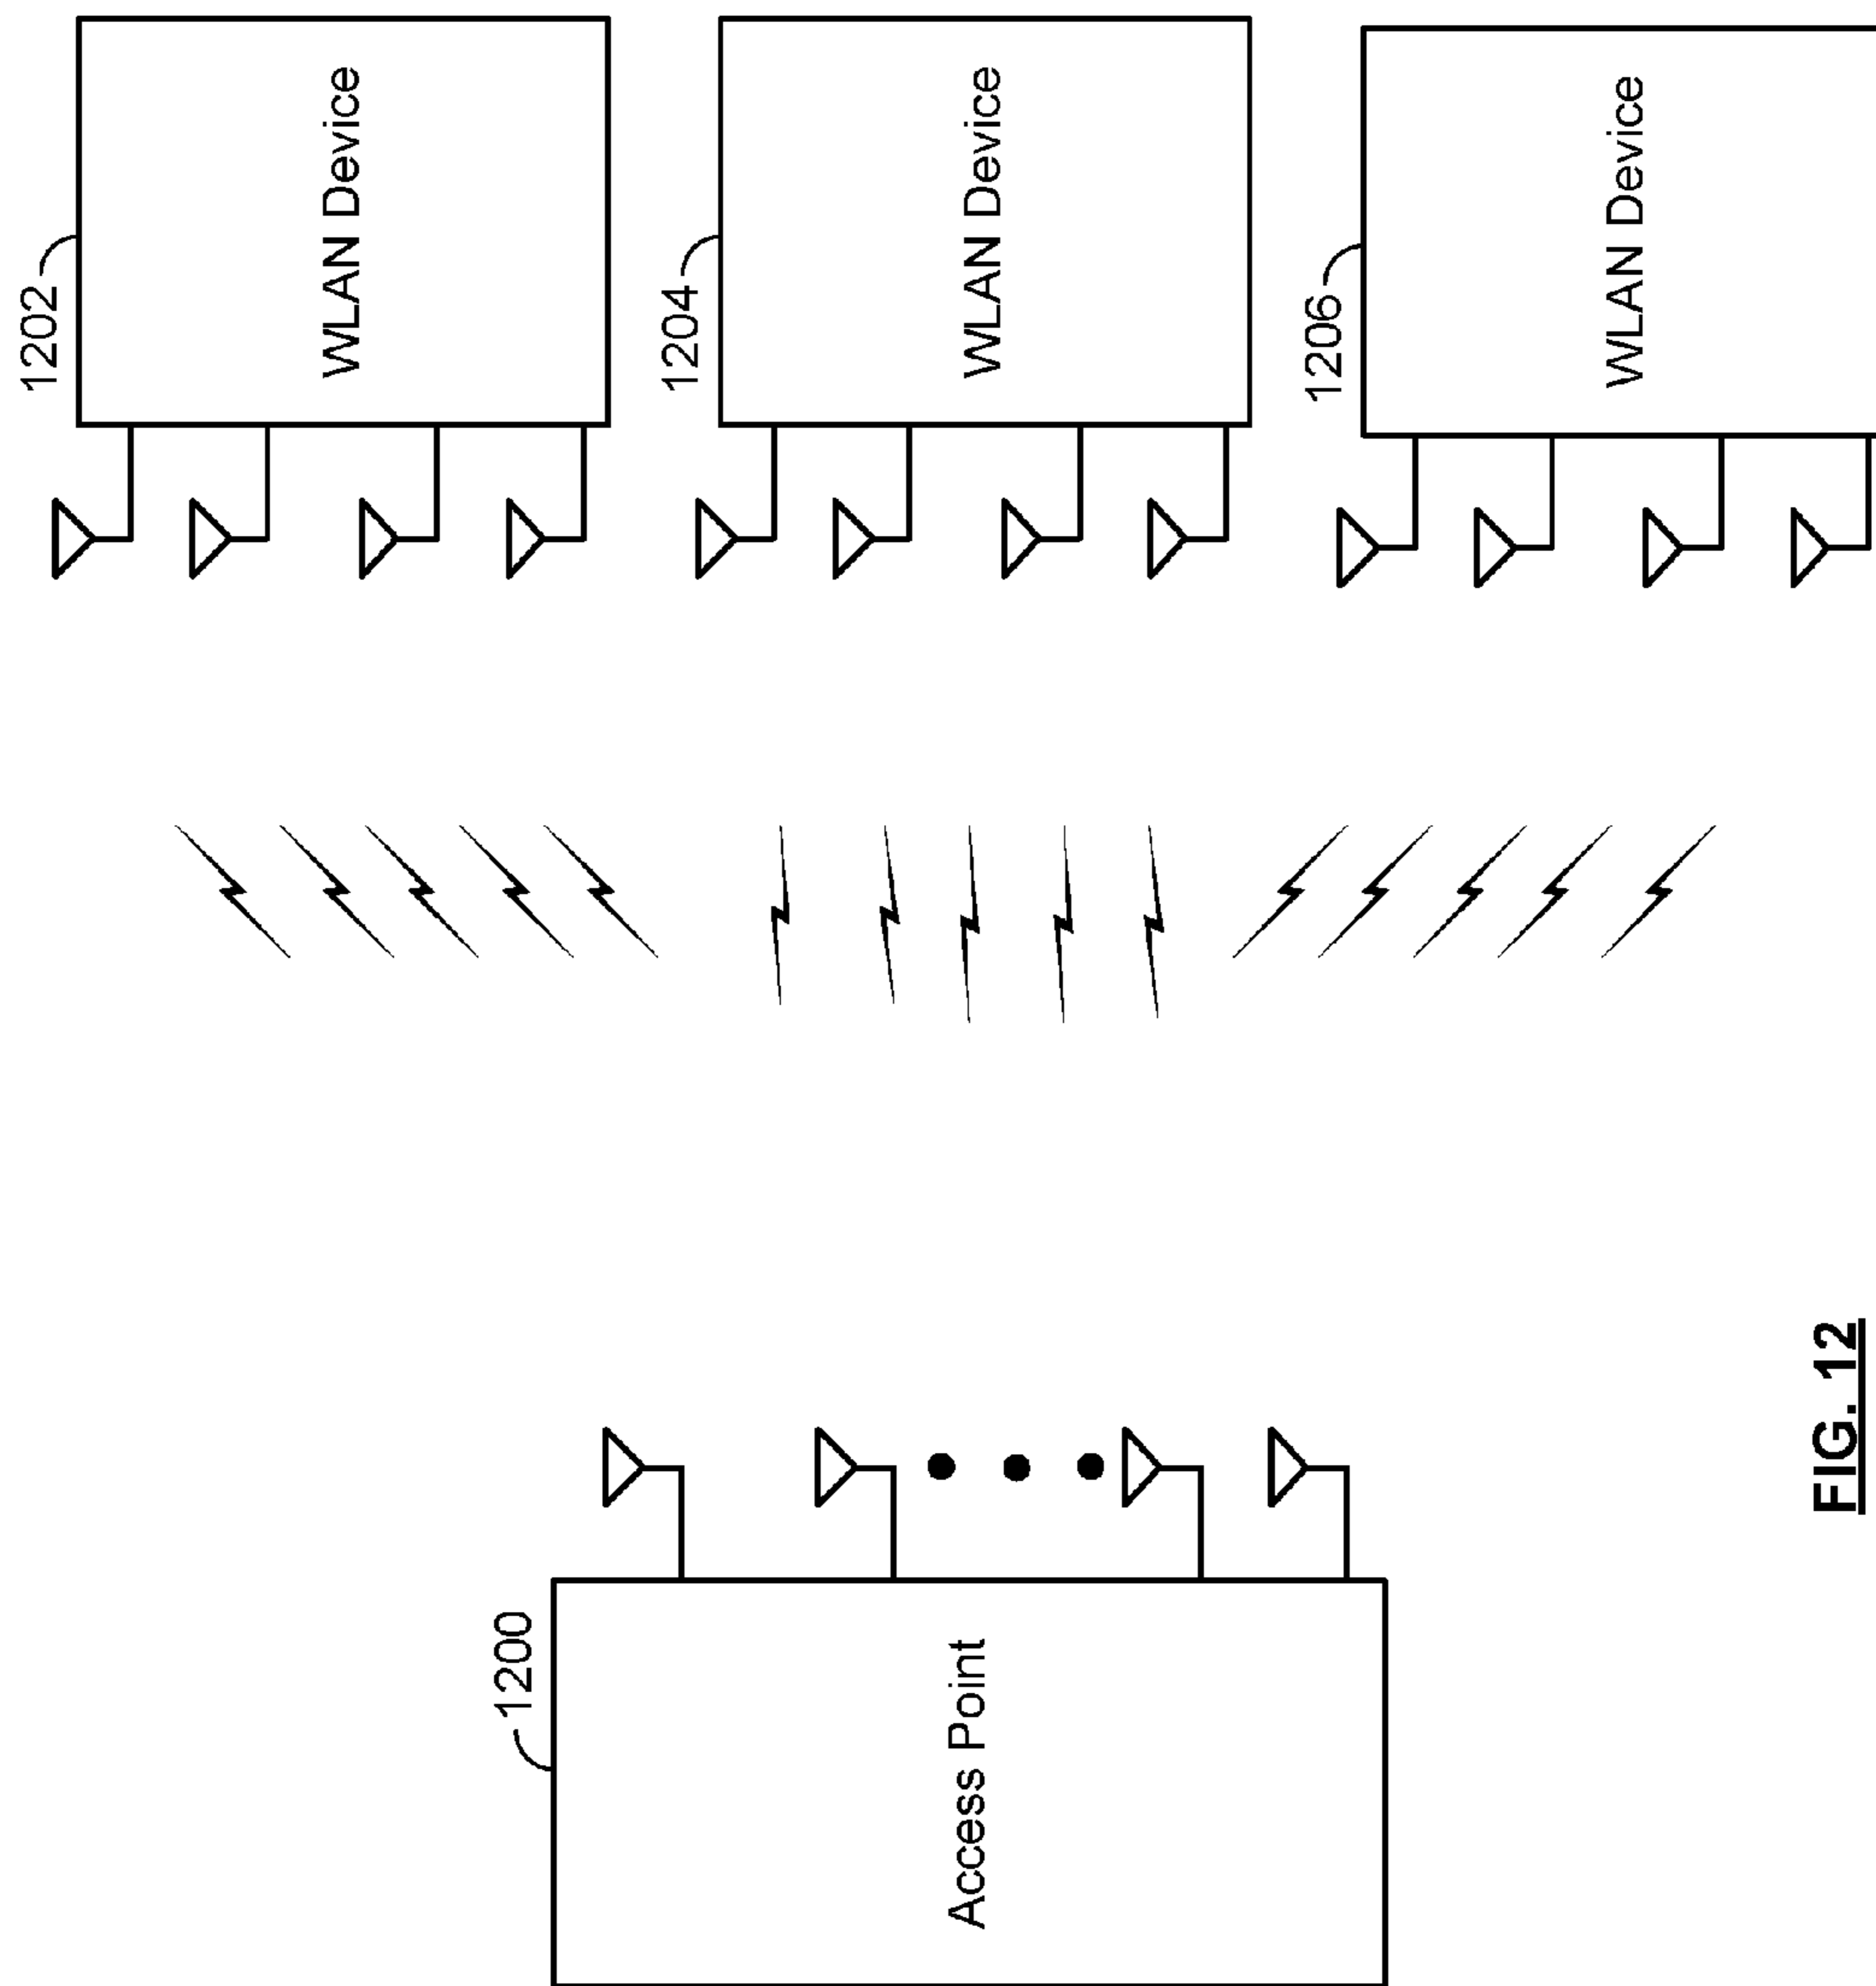 1202
WLAN Device
1204
WLAN Device
1206
WLAN Device
1200
Access Point
FIG. 12